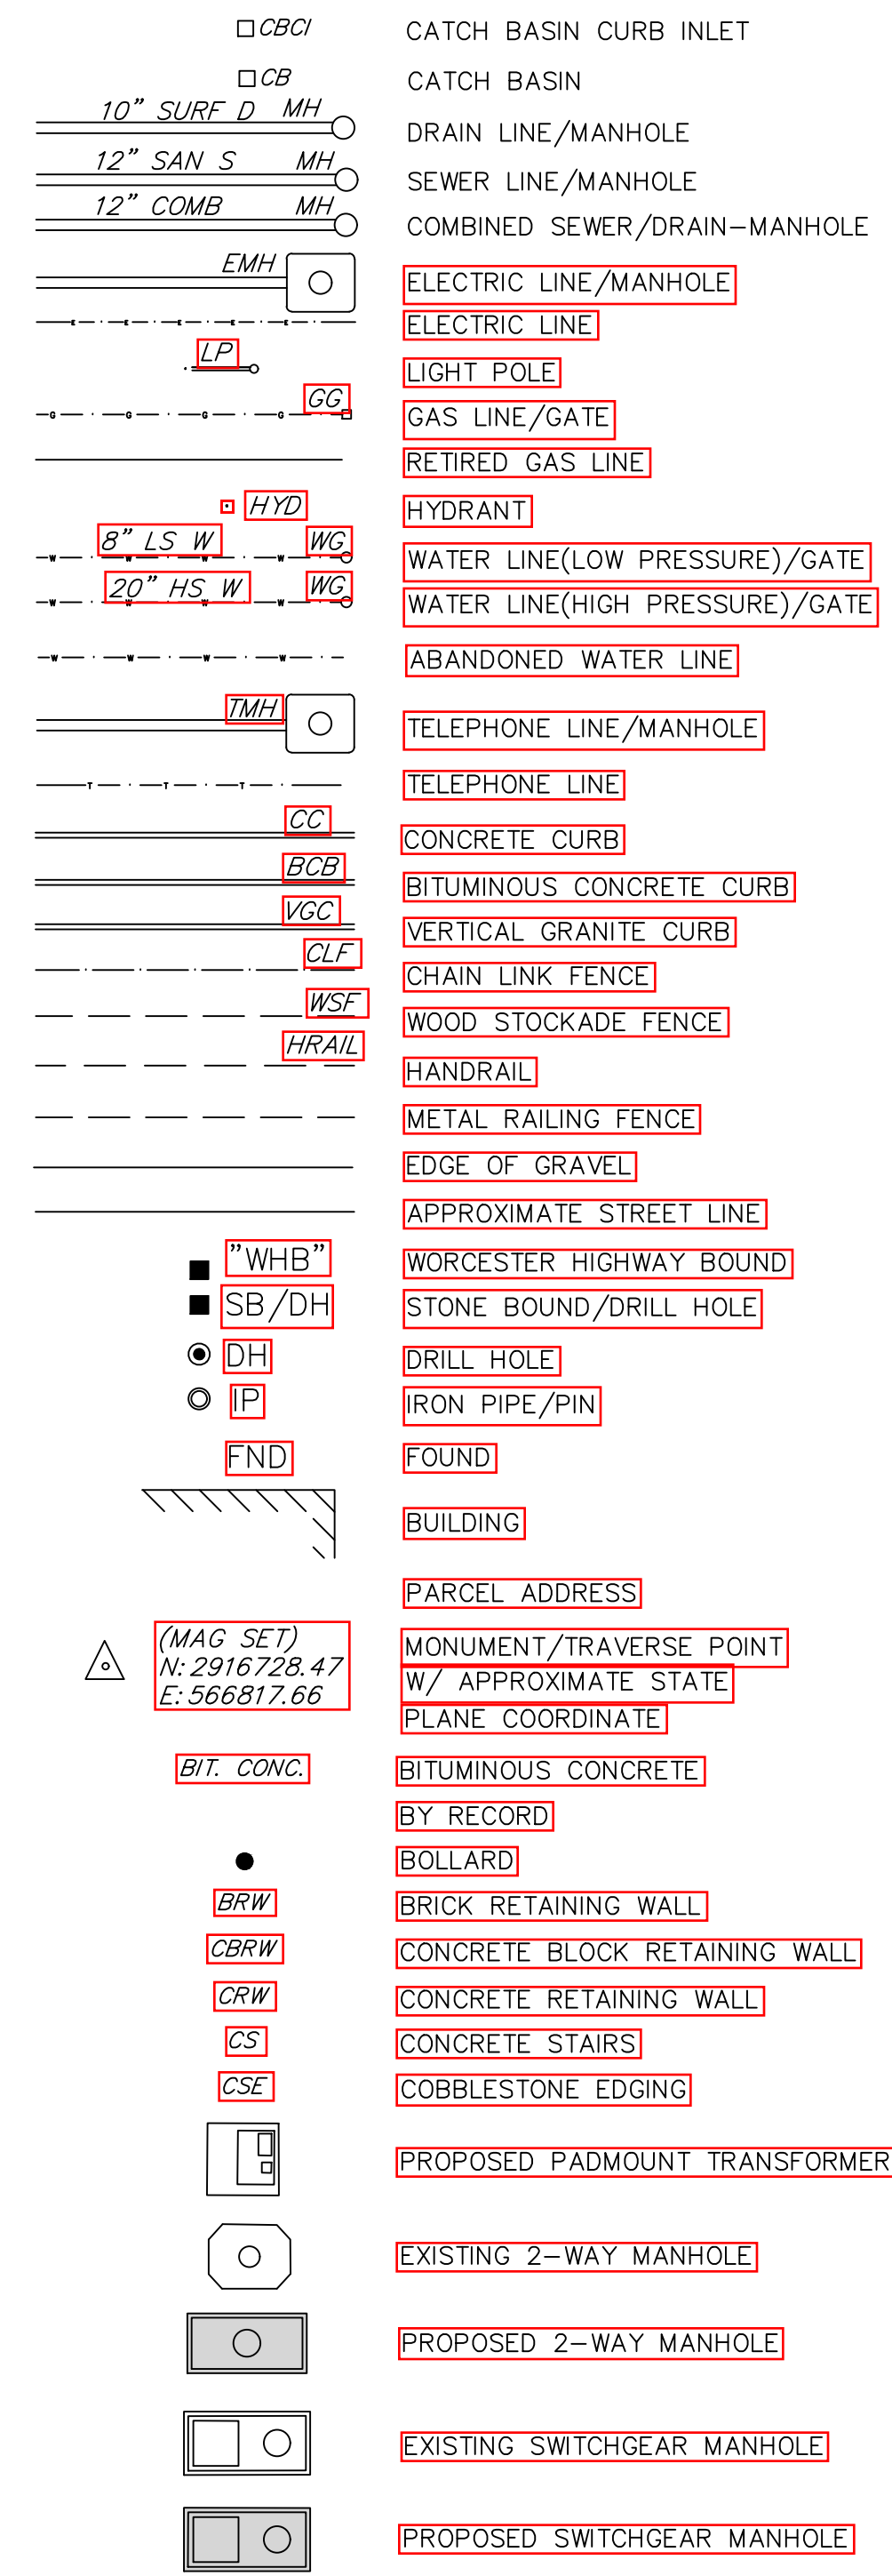 CBCI CATCH BASIN CURB INLET
CB CATCH BASIN
10” SURF D MH DRAIN LINE/MANHOLE
12” SAN S MH SEWER LINE/MANHOLE
12” COMB MH COMBINED SEWER/DRAIN–MANHOLE
EMH ELECTRIC LINE/MANHOLE
E E E E E ELECTRIC LINE
LP LIGHT POLE
GG GAS LINE/GATE
G G G G
RETIRED GAS LINE
HYD HYDRANT
8” LS W WG WATER LINE(LOW PRESSURE)/GATE
W W W W
20” HS W WG WATER LINE(HIGH PRESSURE)/GATE
W W W W
W W W W ABANDONED WATER LINE
TMH TELEPHONE LINE/MANHOLE
T T T TELEPHONE LINE
CC CONCRETE CURB
BCB BITUMINOUS CONCRETE CURB
VGC VERTICAL GRANITE CURB
CLF CHAIN LINK FENCE
WSF WOOD STOCKADE FENCE
HRAIL HANDRAIL
METAL RAILING FENCE
EDGE OF GRAVEL
APPROXIMATE STREET LINE
”WHB” WORCESTER HIGHWAY BOUND
SB/DH STONE BOUND/DRILL HOLE
DH DRILL HOLE
IP IRON PIPE/PIN
FND FOUND
BUILDING
PARCEL ADDRESS
(MAG SET) MONUMENT/TRAVERSE POINT
N: 2916728.47 W/ APPROXIMATE STATE
E: 566817.66 PLANE COORDINATE
BIT. CONC. BITUMINOUS CONCRETE
BY RECORD
BOLLARD
BRW BRICK RETAINING WALL
CBRW CONCRETE BLOCK RETAINING WALL
CRW CONCRETE RETAINING WALL
CS CONCRETE STAIRS
CSE COBBLESTONE EDGING
PROPOSED PADMOUNT TRANSFORMER
EXISTING 2–WAY MANHOLE
PROPOSED 2–WAY MANHOLE
EXISTING SWITCHGEAR MANHOLE
PROPOSED SWITCHGEAR MANHOLE